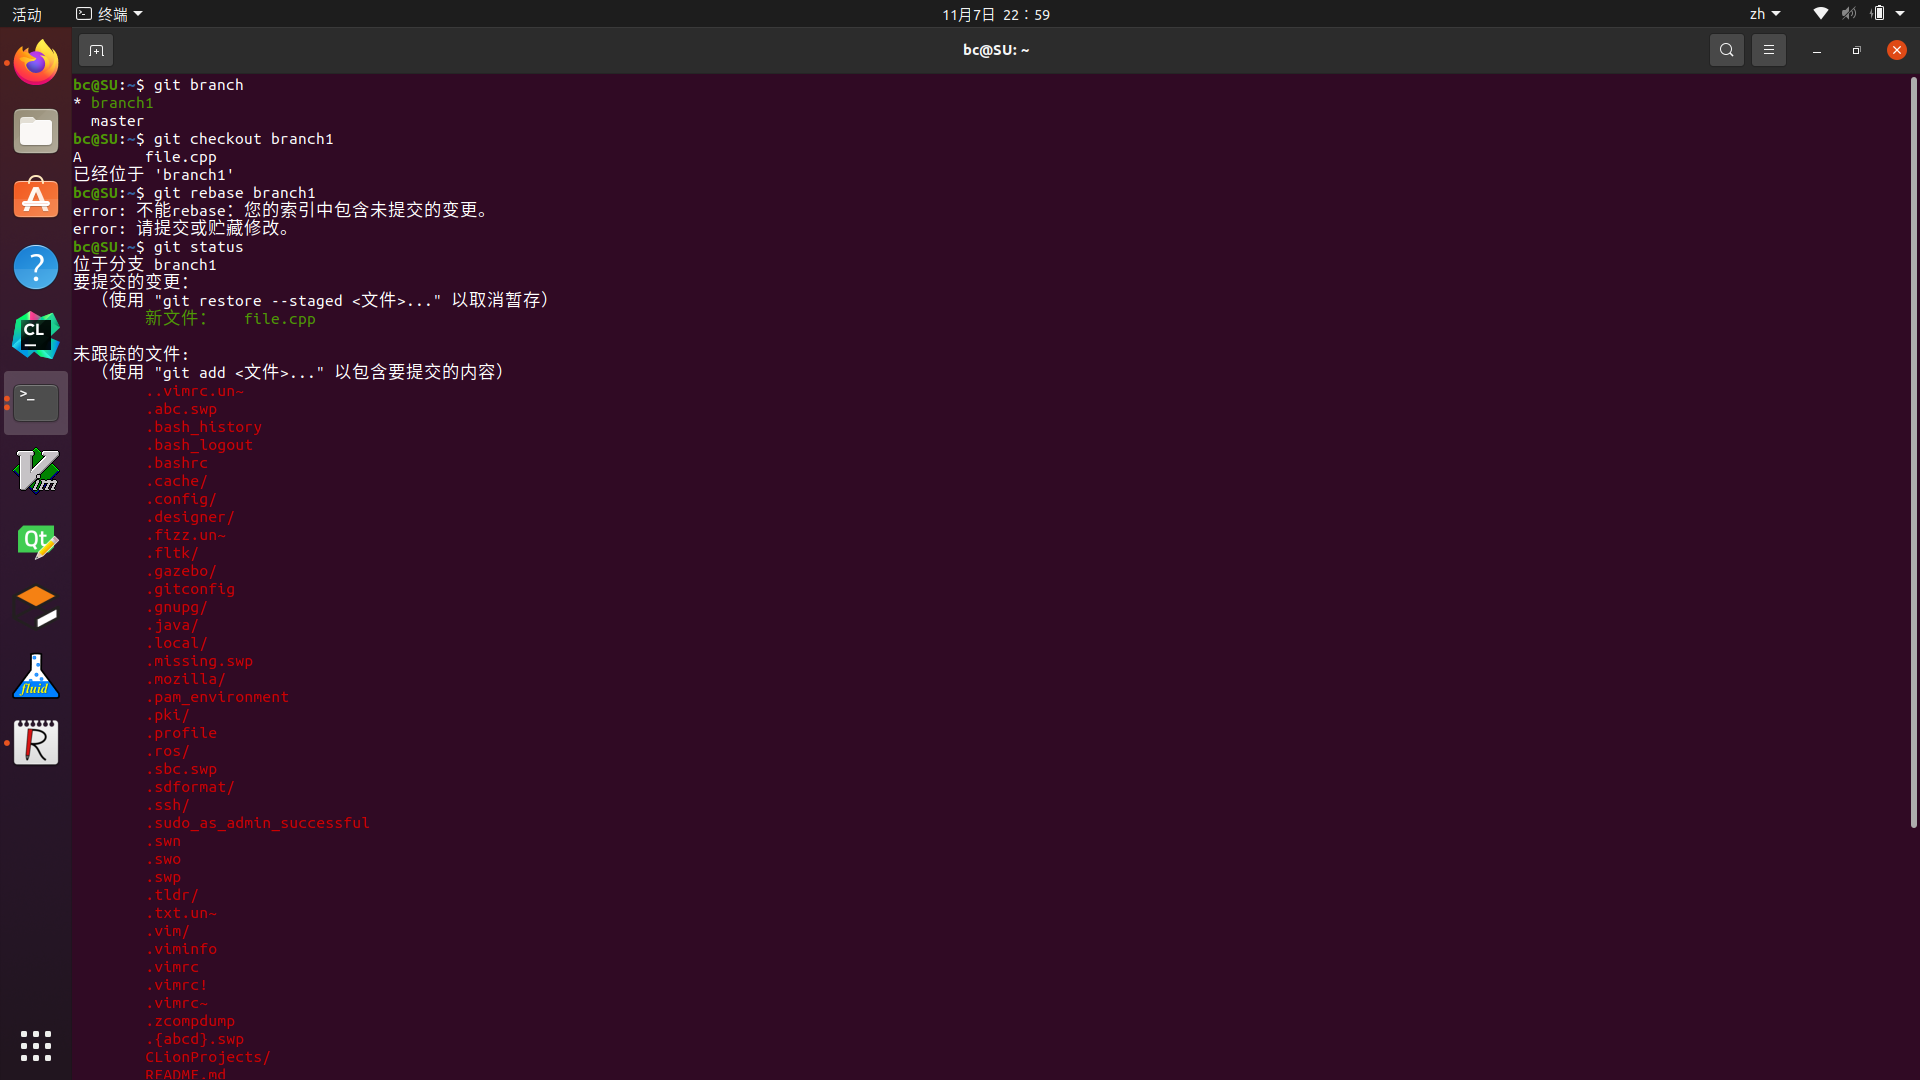 活动
终端
11月7日 22：59
zh
bc@SU: ~
bc@SU:~$ git branch
* branch1
master
bc@SU:~$ git checkout branch1
A file.cpp
已经位于 'branch1'
bc@SU:~$ git rebase branch1
error: 不能rebase：您的索引中包含未提交的变更。
error: 请提交或贮藏修改。
bc@SU:~$ git status
位于分支 branch1
要提交的变更：
（使用 "git restore --staged <文件>..." 以取消暂存）
新文件： file.cpp
未跟踪的文件:
（使用 "git add <文件>..." 以包含要提交的内容）
..vimrc.un~
.abc.swp
.bash_history
.bash_logout
.bashrc
.cache/
.config/
.designer/
.fizz.un~
.fltk/
.gazebo/
.gitconfig
.gnupg/
.java/
.local/
.missing.swp
.mozilla/
.pam_environment
.pki/
.profile
.ros/
.sbc.swp
.sdformat/
.ssh/
.sudo_as_admin_successful
.swn
.swo
.swp
.tldr/
.txt.un~
.vim/
.viminfo
.vimrc
.vimrc!
.vimrc~
.zcompdump
.{abcd}.swp
CLionProjects/
README.md
CL
>_
Vim
Qt
fluid
R